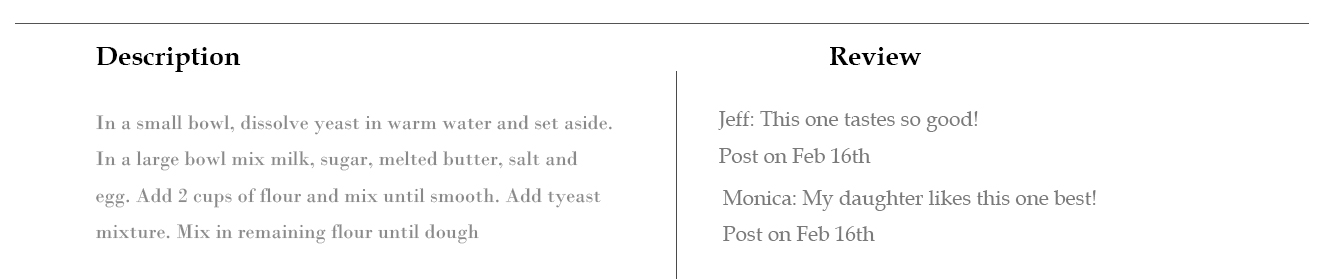 Description
In a small bowl, dissolve yeast in warm water and set aside.
In a large bowl mix milk, sugar, melted butter, salt and
egg. Add 2 cups of flour and mix until smooth. Add tyeast
mixture. Mix in remaining flour until dough
Review
Jeff: This one tastes so good!
Post on Feb 16th
Monica: My daughter likes this one best!
Post on Feb 16th